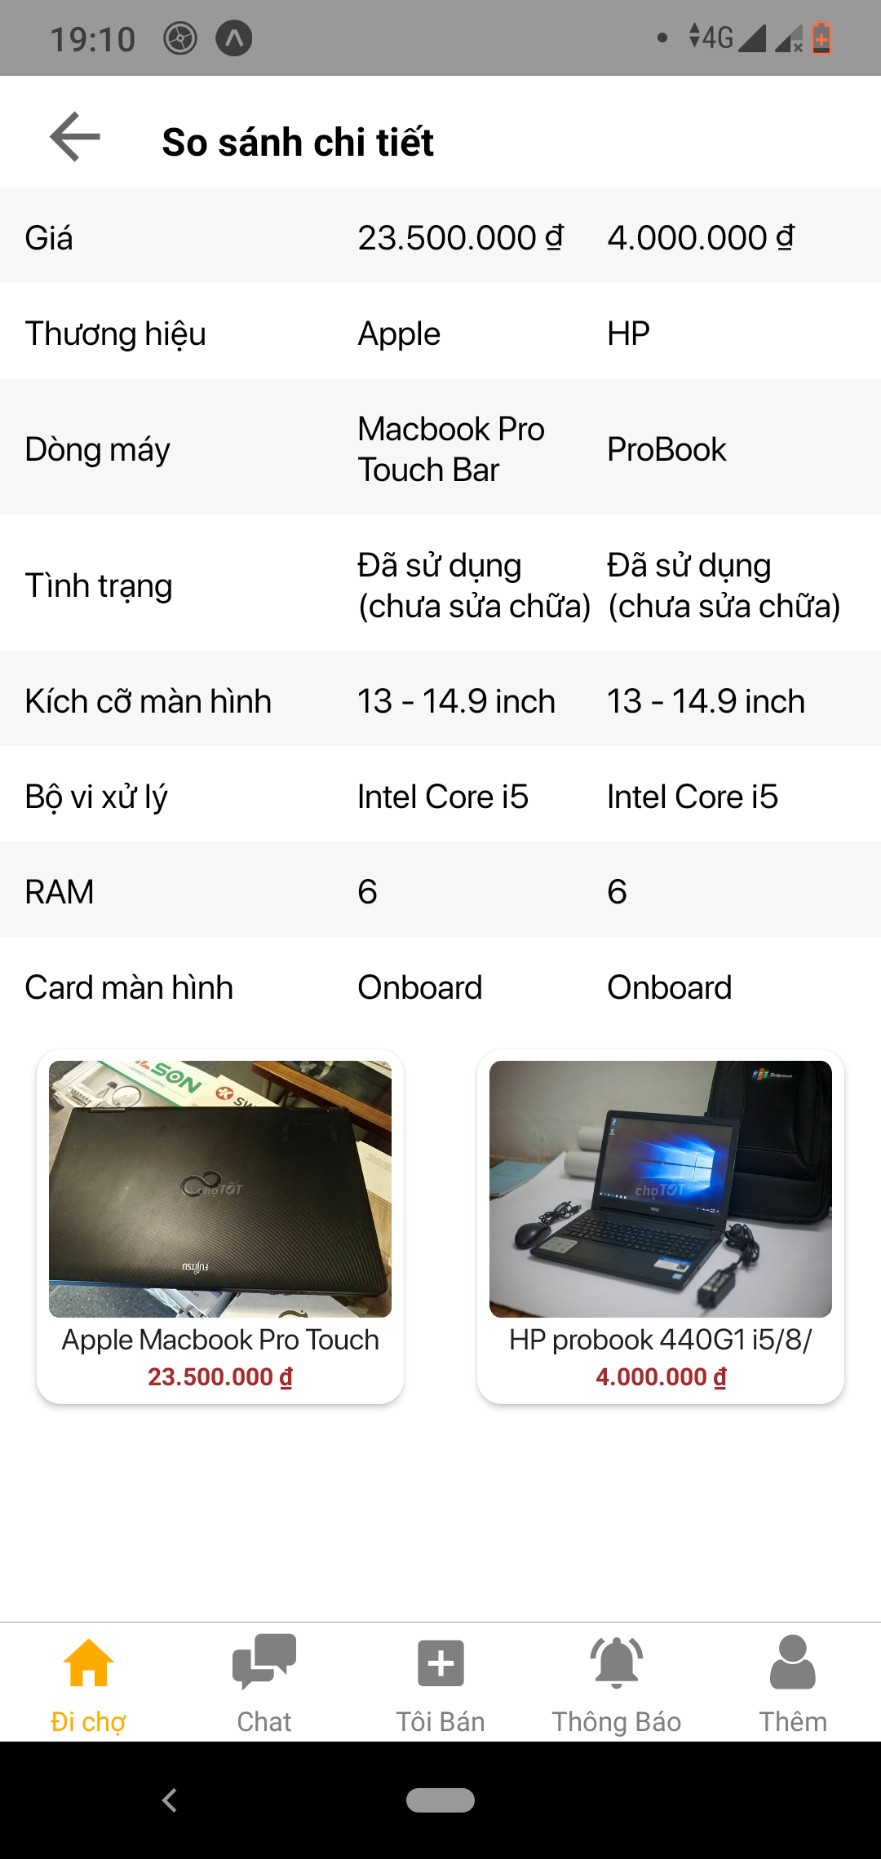 19:10
4G
So sánh chi tiết
Giá 23.500.000 ₫ 4.000.000 ₫
Thương hiệu Apple HP
Dòng máy Macbook Pro Touch Bar ProBook
Tình trạng Đã sử dụng (chưa sửa chữa) Đã sử dụng (chưa sửa chữa)
Kích cỡ màn hình 13 - 14.9 inch 13 - 14.9 inch
Bộ vi xử lý Intel Core i5 Intel Core i5
RAM 6 6
Card màn hình Onboard Onboard
SON
SW
chợTỐT
FUJITSU
FPT
chợTỐT
DELL
Apple Macbook Pro Touch
23.500.000 ₫
HP probook 440G1 i5/8/
4.000.000 ₫
Đi chợ
Chat
Tôi Bán
Thông Báo
Thêm